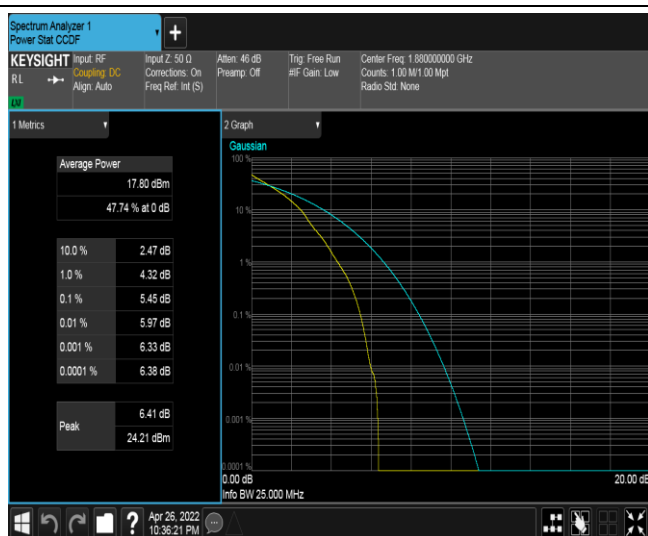 Spectrum Analyzer 1
Power Stat CCDF
+
KEYSIGHT
Input: RF
Coupling: DC
Align: Auto
Input Z: 50 Ω
Corrections: On
Freq Ref: Int (S)
Atten: 46 dB
Preamp: Off
Trig: Free Run
#IF Gain: Low
Center Freq: 1.880000000 GHz
Counts: 1.00 M/1.00 Mpt
Radio Std: None
RL
1 Metrics
Average Power
17.80 dBm
47.74 % at 0 dB
10.0 % 2.47 dB
1.0 % 4.32 dB
0.1 % 5.45 dB
0.01 % 5.97 dB
0.001 % 6.33 dB
0.0001 % 6.38 dB
Peak
6.41 dB
24.21 dBm
2 Graph
Gaussian
100 %
10 %
1 %
0.1 %
0.01 %
0.001 %
0.0001 %
0.00 dB
20.00 dB
Info BW 25.000 MHz
?
Apr 26, 2022
10:36:21 PM